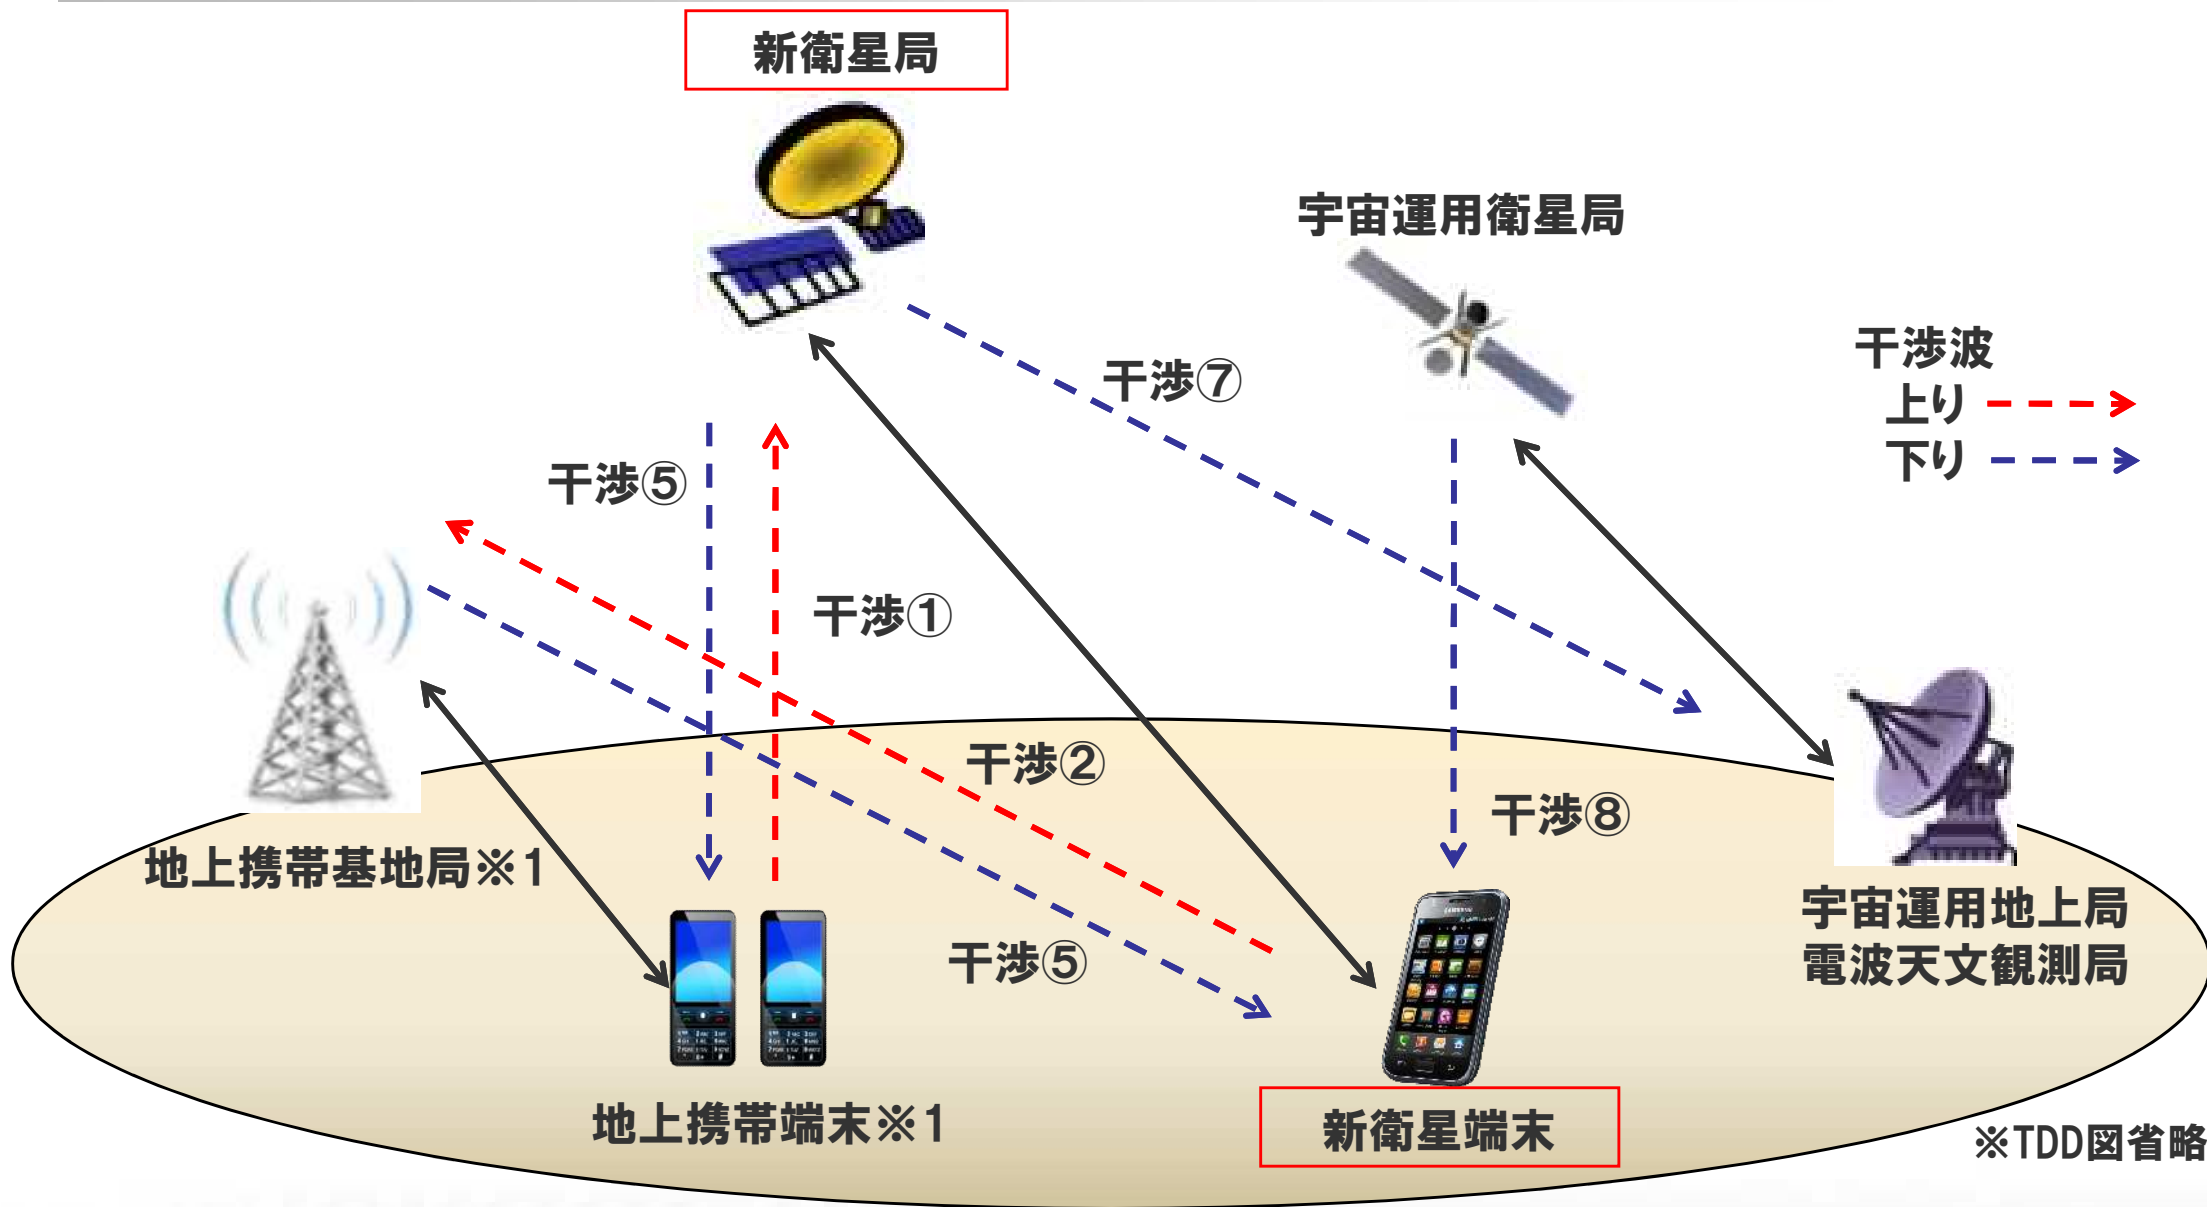 新衛星局
宇宙運用衛星局
干渉波
上り
下り
干渉⑦
干渉⑤
干渉①
干渉②
干渉⑧
干渉⑤
地上携帯基地局※1
宇宙運用地上局
電波天文観測局
地上携帯端末※1
新衛星端末
※TDD図省略